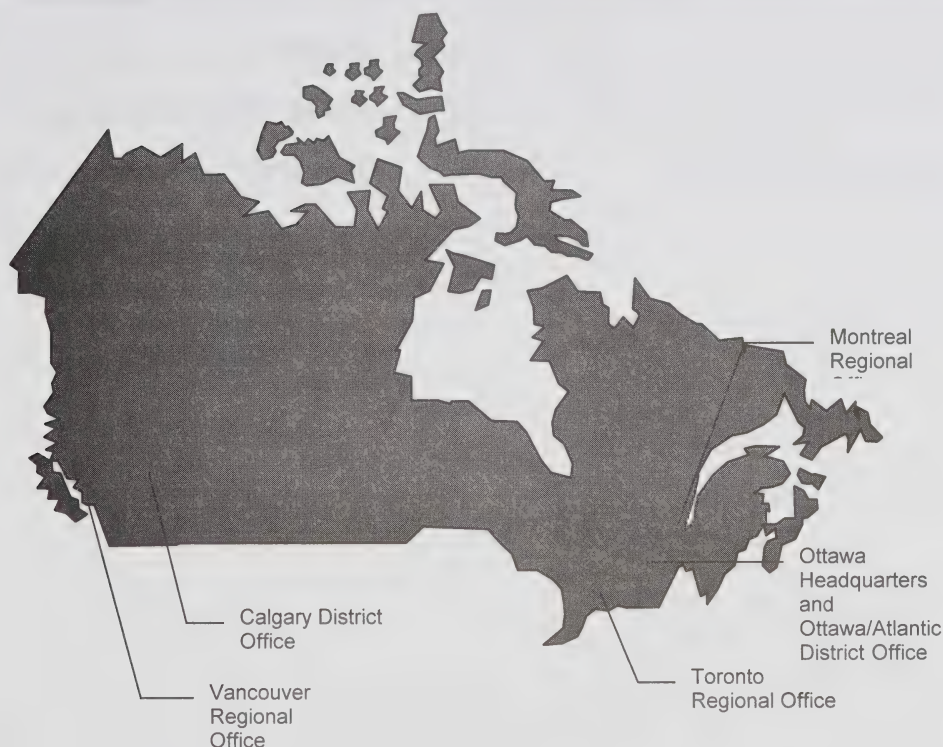 Montreal
Regional
Ottawa
Headquarters
and
Ottawa/Atlantic
District Office
Calgary District
Office
Toronto
Regional Office
Vancouver
Regional
Office